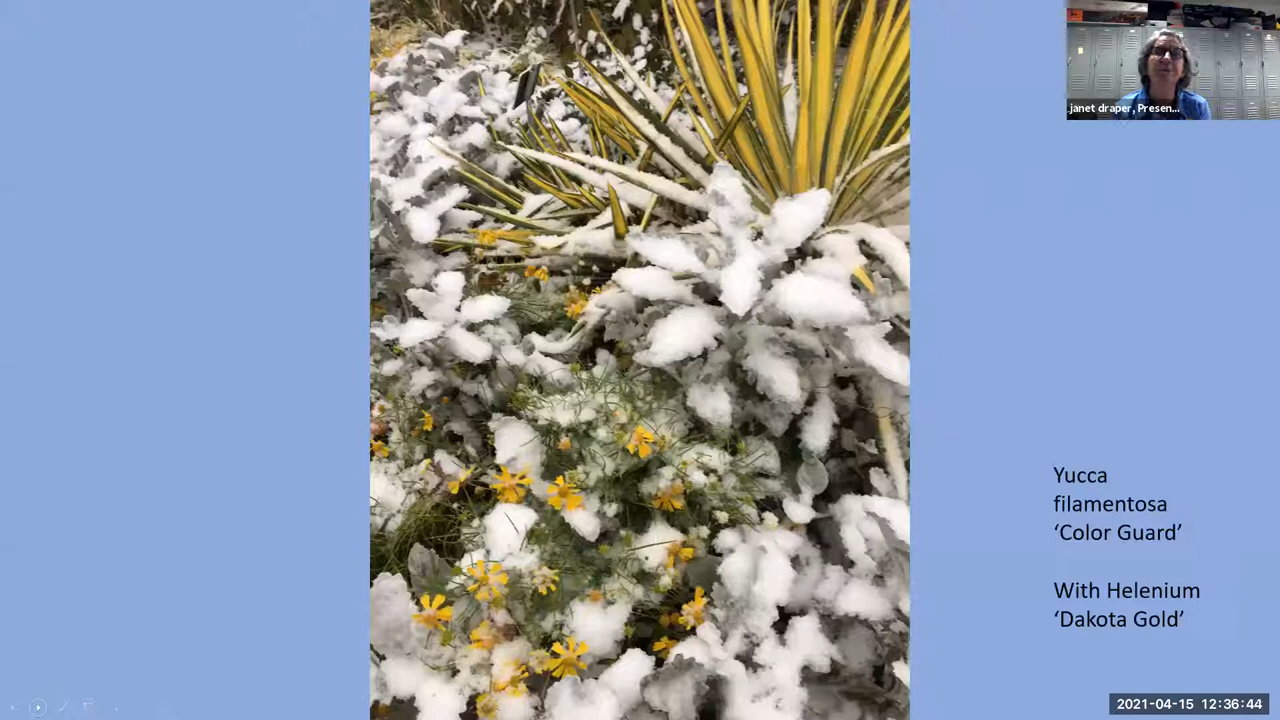 janet draper, Presen...
Yucca
filamentosa
‘Color Guard’
With Helenium
‘Dakota Gold’
2021-04-15 12:36:44